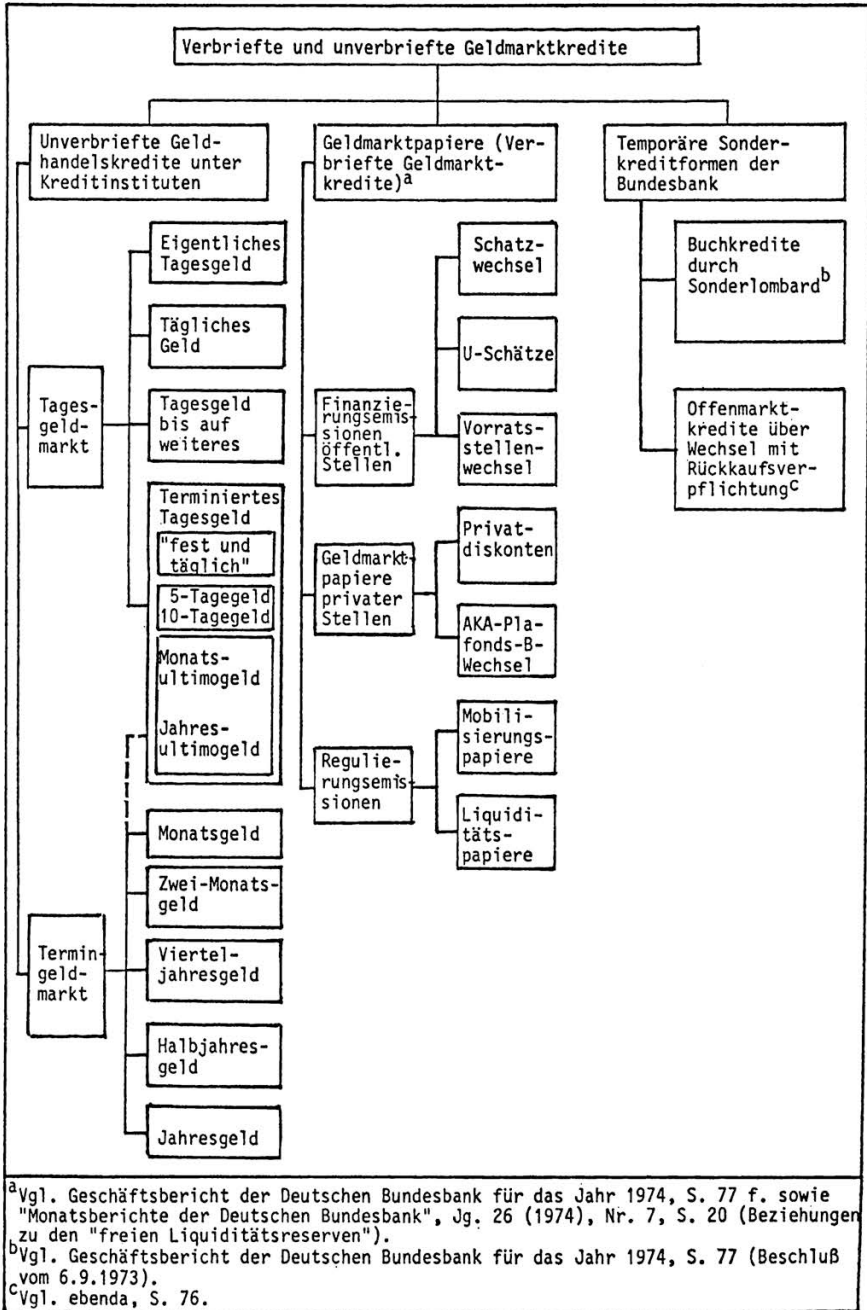 Verbriefte und unverbriefte Geldmarktkredite
Unverbriefte Geld-
handelskredite unter
Kreditinstituten
Tages-
geld-
markt
Eigentliches
Tagesgeld
Tägliches
Geld
Tagesgeld
bis auf
weiteres
Terminiertes
Tagesgeld
"fest und
täglich"
5-Tagegeld
10-Tagegeld
Monats-
ultimogeld
Jahres-
ultimogeld
Termin-
geld-
markt
Monatsgeld
Zwei-Monats-
geld
Viertel-
jahresgeld
Halbjahres-
geld
Jahresgeld
Geldmarktpapiere (Ver-
briefte Geldmarkt-
kredite)a
Finanzie-
rungsemis-
sionen
öffentl.
Stellen
Schatz-
wechsel
U-Schätze
Vorrats-
stellen-
wechsel
Geldmarkt-
papiere
privater
Stellen
Privat-
diskonten
AKA-Pla-
fonds-B-
Wechsel
Regulie-
rungsemis-
sionen
Mobili-
sierungs-
papiere
Liquidi-
täts-
papiere
Temporäre Sonder-
kreditformen der
Bundesbank
Buchkredite
durch
Sonderlombardb
Offenmarkt-
kredite über
Wechsel mit
Rückkaufsver-
pflichtungc
aVgl. Geschäftsbericht der Deutschen Bundesbank für das Jahr 1974, S. 77 f. sowie
"Monatsberichte der Deutschen Bundesbank", Jg. 26 (1974), Nr. 7, S. 20 (Beziehungen
zu den "freien Liquiditätsreserven").
bVgl. Geschäftsbericht der Deutschen Bundesbank für das Jahr 1974, S. 77 (Beschluß
vom 6.9.1973).
cVgl. ebenda, S. 76.